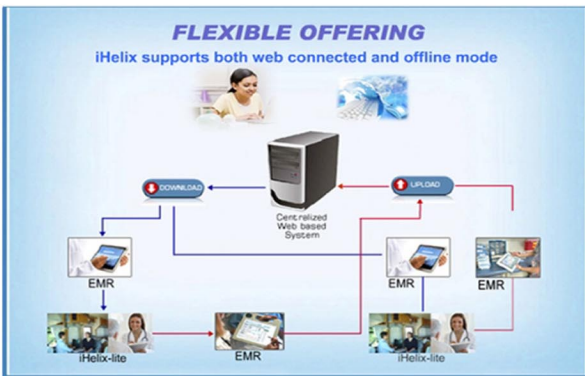 FLEXIBLE OFFERING
iHelix supports both web connected and offline mode
DOWNLOAD
UPLOAD
Centralized
Web based
System
EMR
EMR
EMR
iHelix-lite
EMR
iHelix-lite